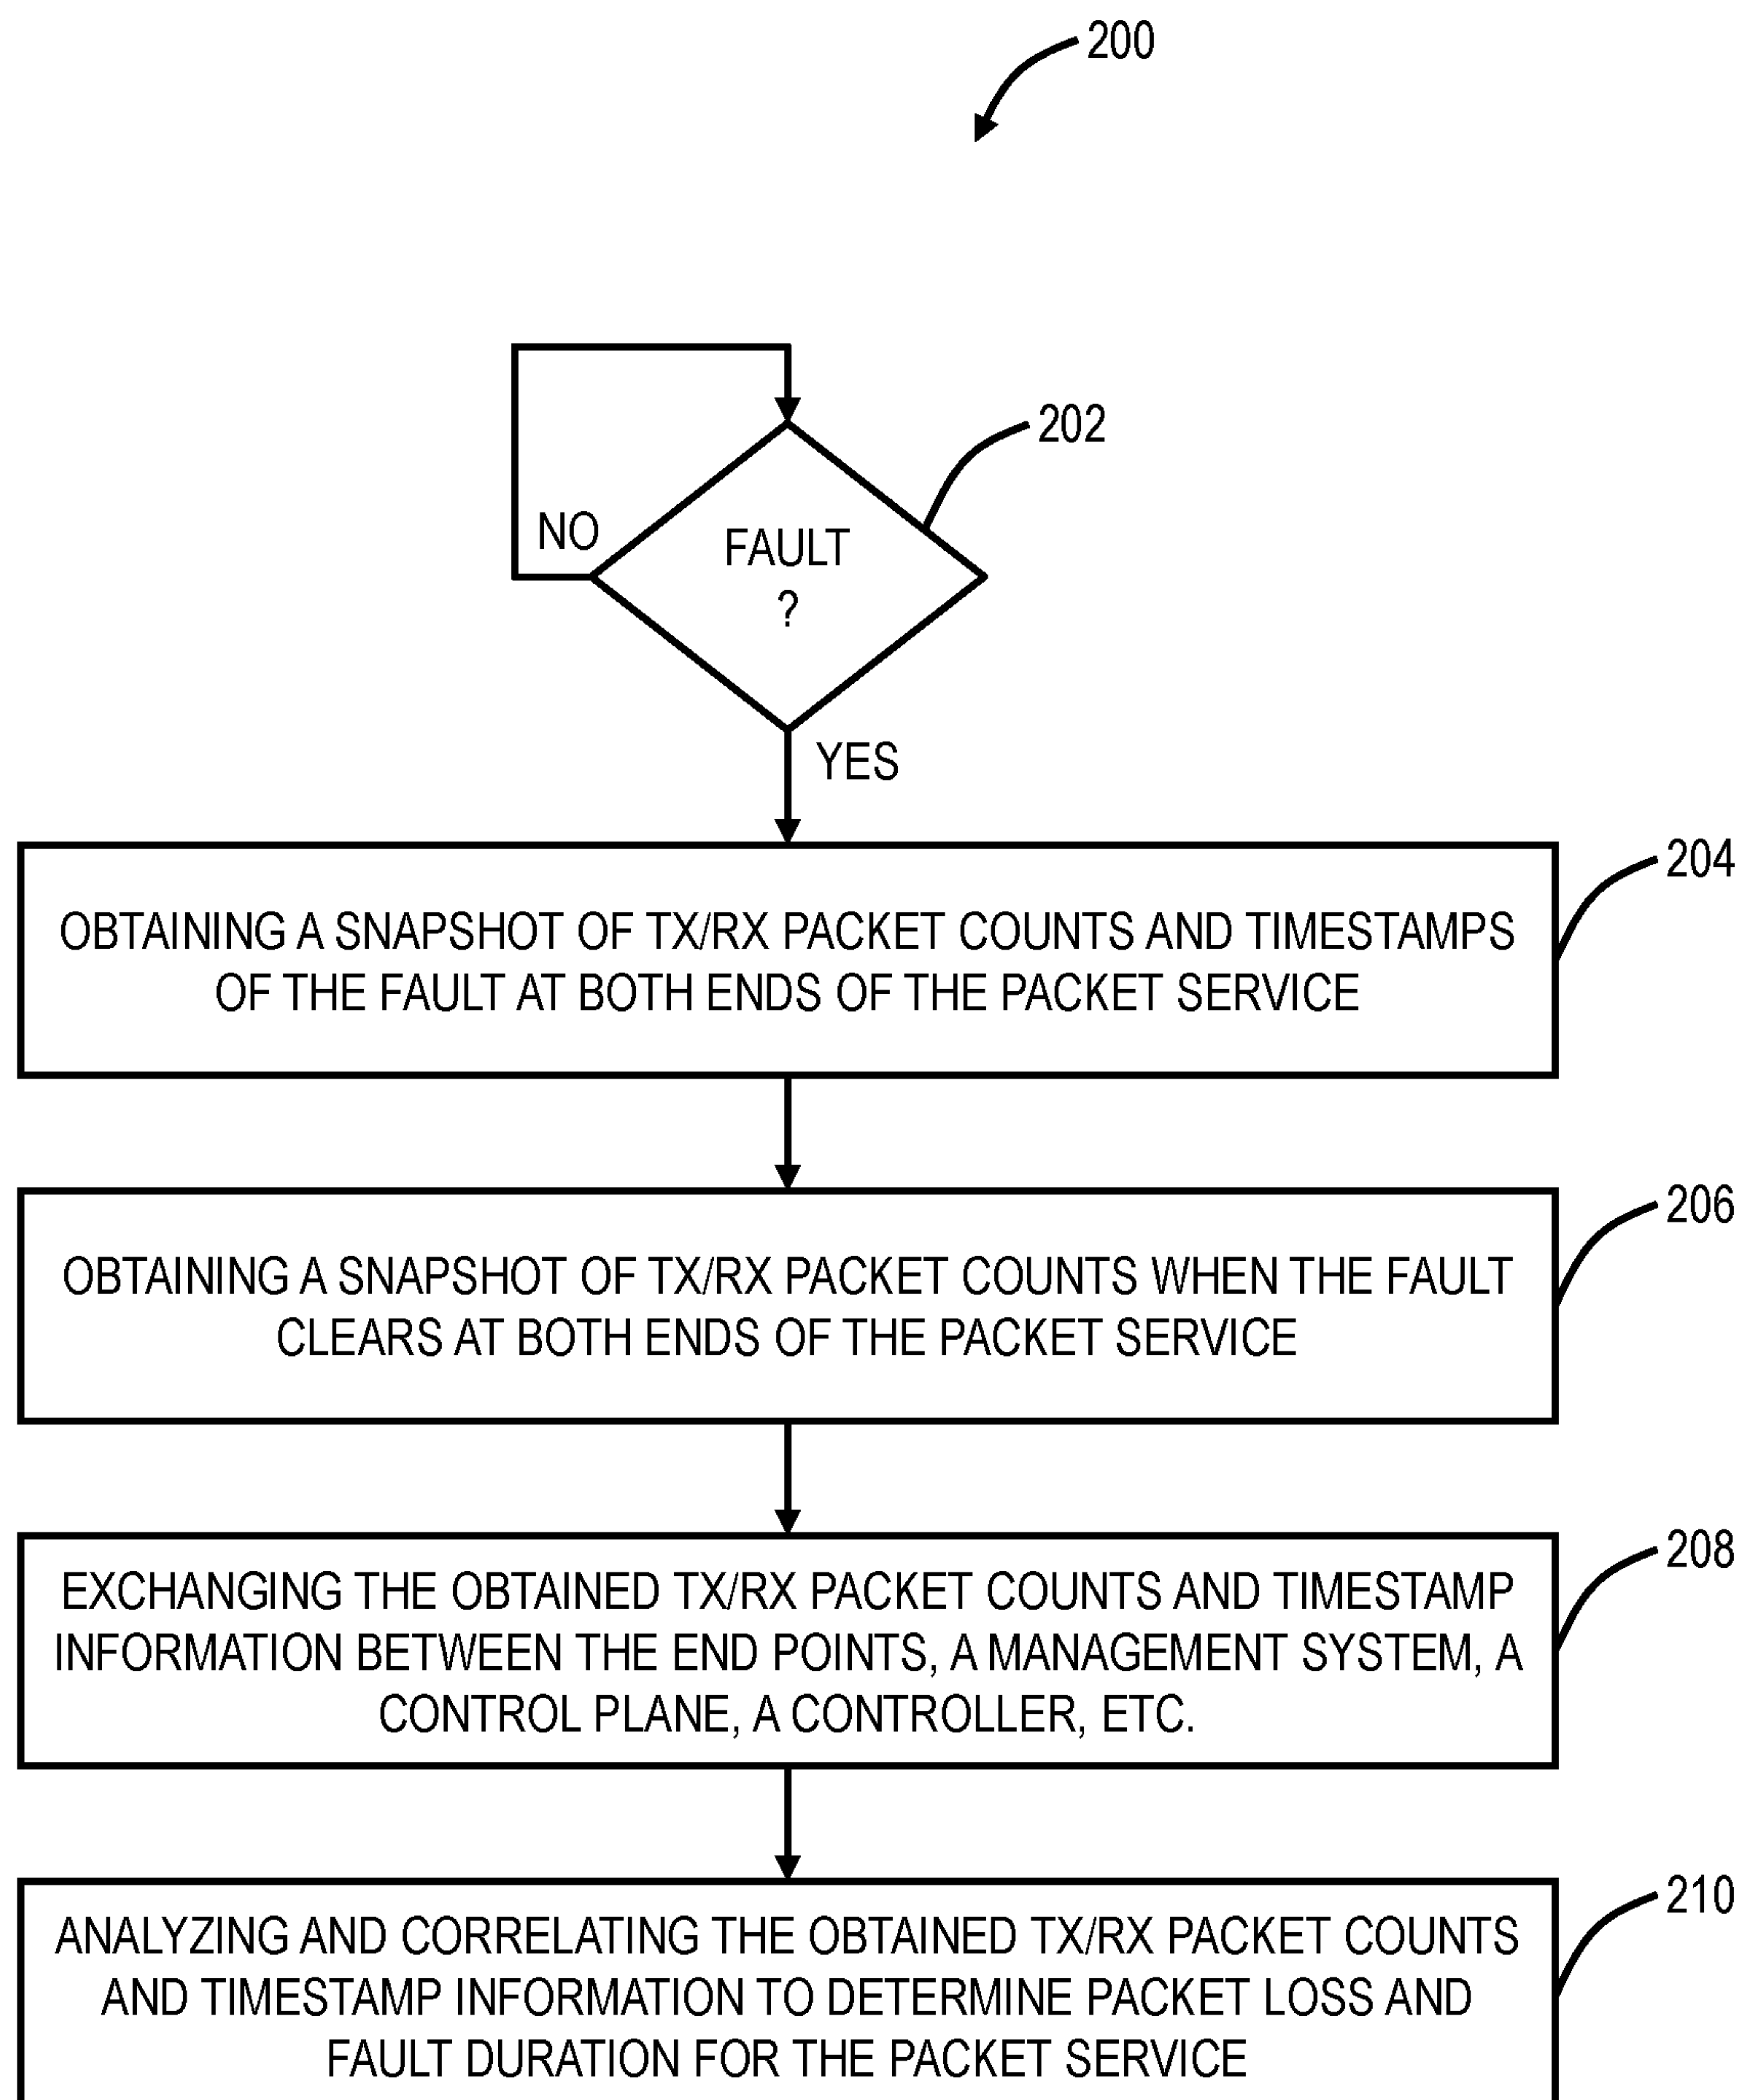 200
202
NO
FAULT
?
YES
204
OBTAINING A SNAPSHOT OF TX/RX PACKET COUNTS AND TIMESTAMPS
OF THE FAULT AT BOTH ENDS OF THE PACKET SERVICE
206
OBTAINING A SNAPSHOT OF TX/RX PACKET COUNTS WHEN THE FAULT
CLEARS AT BOTH ENDS OF THE PACKET SERVICE
208
EXCHANGING THE OBTAINED TX/RX PACKET COUNTS AND TIMESTAMP
INFORMATION BETWEEN THE END POINTS, A MANAGEMENT SYSTEM, A
CONTROL PLANE, A CONTROLLER, ETC.
210
ANALYZING AND CORRELATING THE OBTAINED TX/RX PACKET COUNTS
AND TIMESTAMP INFORMATION TO DETERMINE PACKET LOSS AND
FAULT DURATION FOR THE PACKET SERVICE